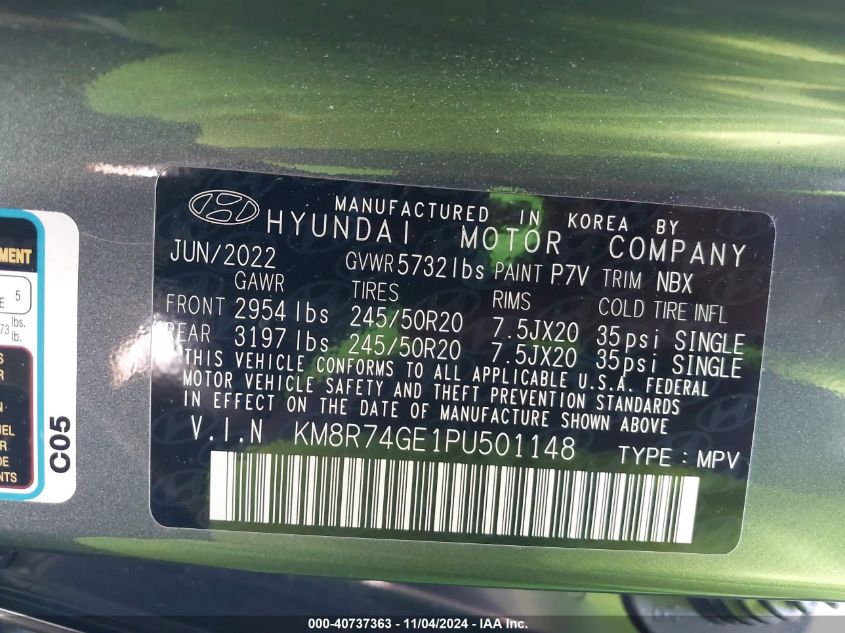 MANUFACTURED IN KOREA BY
HYUNDAI MOTOR COMPANY
JUN/2022 GVWR 5732 lbs PAINT P7V TRIM NBX
GAWR TIRES RIMS COLD TIRE INFL
FRONT 2954 lbs 245/50R20 7.5JX20 35psi SINGLE
REAR 3197 lbs 245/50R20 7.5JX20 35psi SINGLE
THIS VEHICLE CONFORMS TO ALL APPLICABLE U.S.A. FEDERAL
MOTOR VEHICLE SAFETY AND THEFT PREVENTION STANDARDS
IN EFFECT ON THE DATE OF MANUFACTURE SHOWN ABOVE
V.I.N KM8R74GE1PU501148 TYPE : MPV
5
lbs.
lb.
C05
000-40737363 - 11/04/2024 - IAA Inc.